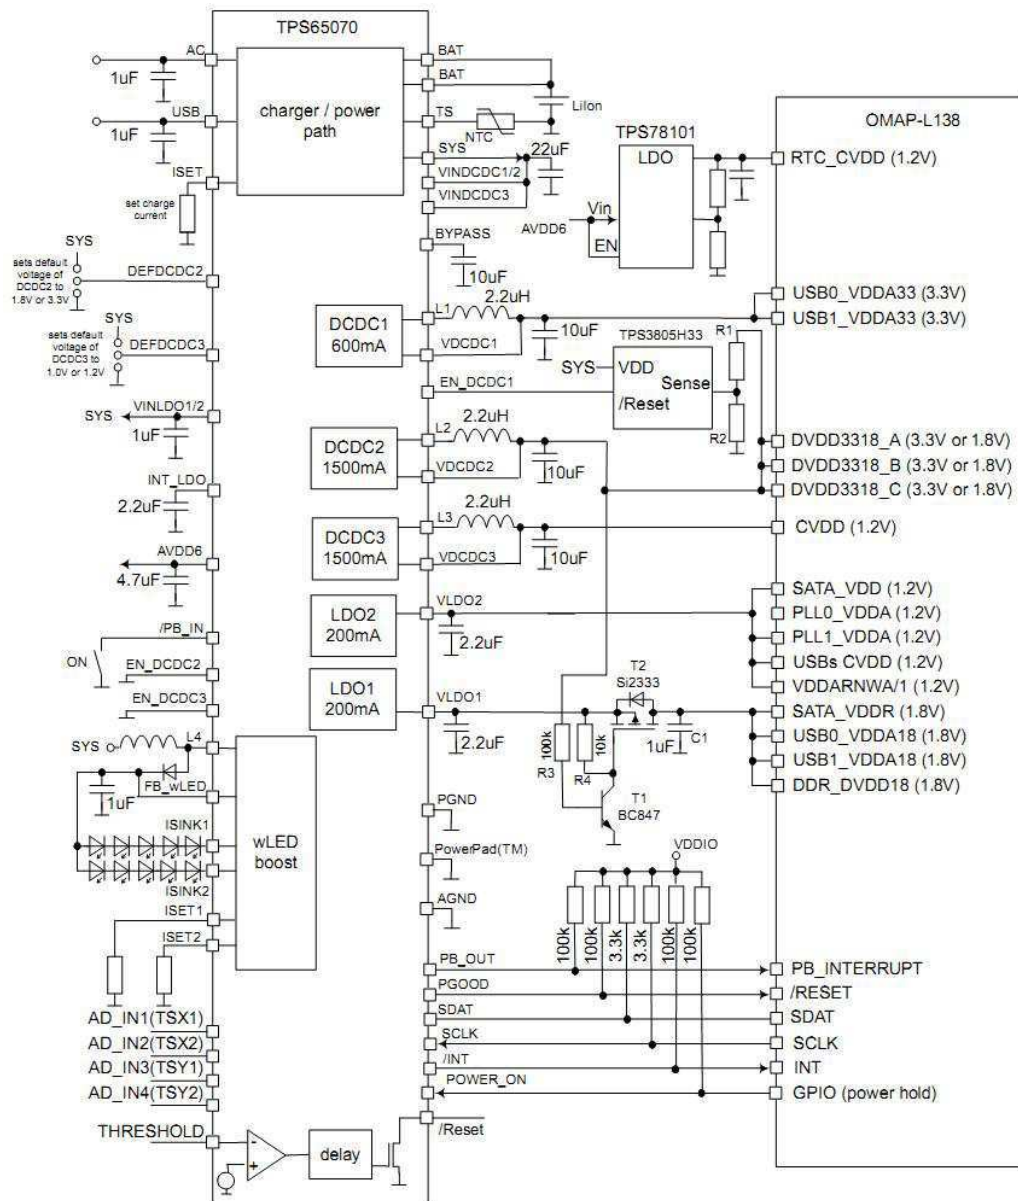 TPS65070
AC
1uF
USB
1uF
ISET
set charge
current
charger / power
path
BAT
BAT
TS
NTC
LiIon
SYS
22uF
VINDCDC1/2
VINDCDC3
BYPASS
10uF
SYS
sets default
voltage of
DCDC2 to
1.8V or 3.3V
DEFDCDC2
SYS
sets default
voltage of
DCDC3 to
1.0V or 1.2V
DEFDCDC3
VINLDO1/2
SYS
1uF
INT_LDO
2.2uF
AVDD6
4.7uF
/PB_IN
ON
EN_DCDC2
EN_DCDC3
SYS
L4
FB_wLED
1uF
ISINK1
ISINK2
ISET1
ISET2
wLED
boost
AD_IN1(TSX1)
AD_IN2(TSX2)
AD_IN3(TSY1)
AD_IN4(TSY2)
THRESHOLD
-
+
delay
/Reset
DCDC1
600mA
L1
2.2uH
VDCDC1
10uF
EN_DCDC1
DCDC2
1500mA
L2
2.2uH
VDCDC2
10uF
DCDC3
1500mA
L3
2.2uH
VDCDC3
10uF
LDO2
200mA
VLDO2
2.2uF
LDO1
200mA
VLDO1
2.2uF
PGND
PowerPad(TM)
AGND
PB_OUT
PGOOD
SDAT
SCLK
/INT
POWER_ON
TPS78101
LDO
Vin
AVDD6
EN
TPS3805H33
SYS
VDD
Sense
/Reset
R1
R2
T2
Si2333
100k
R3
10k
R4
1uF
C1
T1
BC847
VDDIO
100k
100k
3.3k
3.3k
100k
100k
OMAP-L138
RTC_CVDD (1.2V)
USB0_VDDA33 (3.3V)
USB1_VDDA33 (3.3V)
DVDD3318_A (3.3V or 1.8V)
DVDD3318_B (3.3V or 1.8V)
DVDD3318_C (3.3V or 1.8V)
CVDD (1.2V)
SATA_VDD (1.2V)
PLL0_VDDA (1.2V)
PLL1_VDDA (1.2V)
USBs CVDD (1.2V)
VDDARNWA/1 (1.2V)
SATA_VDDR (1.8V)
USB0_VDDA18 (1.8V)
USB1_VDDA18 (1.8V)
DDR_DVDD18 (1.8V)
PB_INTERRUPT
/RESET
SDAT
SCLK
INT
GPIO (power hold)